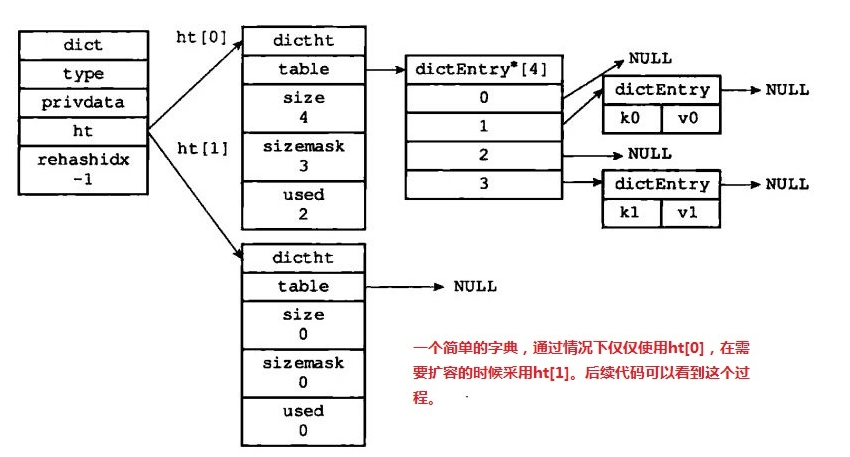 dict
type
privdata
ht
rehashidx
-1
ht[0]
ht[1]
dictht
table
size
4
sizemask
3
used
2
dictEntry*[4]
0
1
2
3
NULL
dictEntry
NULL
k0 v0
NULL
dictEntry
NULL
k1 v1
dictht
table
NULL
size
0
sizemask
0
used
0
一个简单的字典，通过情况下仅仅使用ht[0]，在需
要扩容的时候采用ht[1]。后续代码可以看到这个过
程。